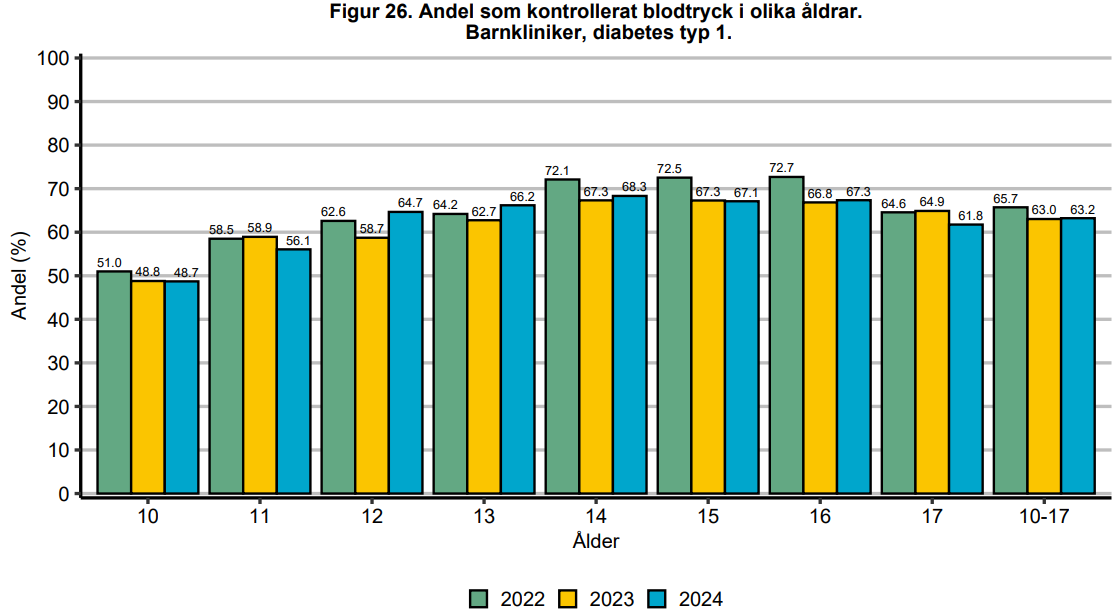 Figur 26. Andel som kontrollerat blodtryck i olika åldrar.
Barnkliniker, diabetes typ 1.
Andel (%)
100
90
80
70
60
50
40
30
20
10
0
51.0 48.8 48.7
58.5 58.9 56.1
62.6 58.7 64.7
64.2 62.7 66.2
72.1 67.3 68.3
72.5 67.3 67.1
72.7 66.8 67.3
64.6 64.9 61.8
65.7 63.0 63.2
10 11 12 13 14 15 16 17 10-17
Ålder
2022 2023 2024